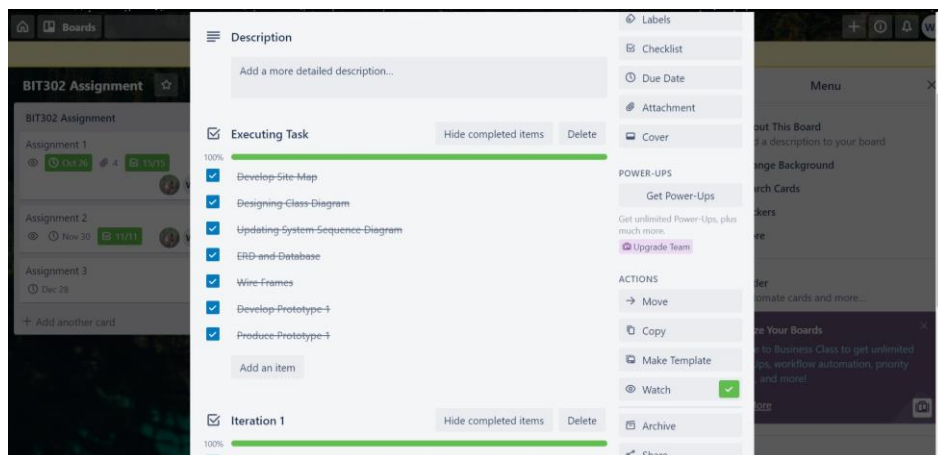 Boards
BIT302 Assignment
BIT302 Assignment
Assignment 1
Oct 26 4 15/15
Assignment 2
Nov 30 11/11
Assignment 3
Dec 28
+ Add another card
Description
Add a more detailed description...
Executing Task
Hide completed items
Delete
100%
Develop Site Map
Designing Class Diagram
Updating System Sequence Diagram
ERD and Database
Wire Frames
Develop Prototype 1
Produce Prototype 1
Add an item
Iteration 1
Hide completed items
Delete
100%
Labels
Checklist
Due Date
Attachment
Cover
POWER-UPS
Get Power-Ups
Get unlimited Power-Ups, plus
much more.
Upgrade Team
ACTIONS
Move
Copy
Make Template
Watch
Archive
Share
Menu
out This Board
d a description to your board
ange Background
rch Cards
ckers
re
ler
omate cards and more...
ze Your Boards
e to Business Class to get unlimited
ups, workflow automation, priority
, and more!
ore